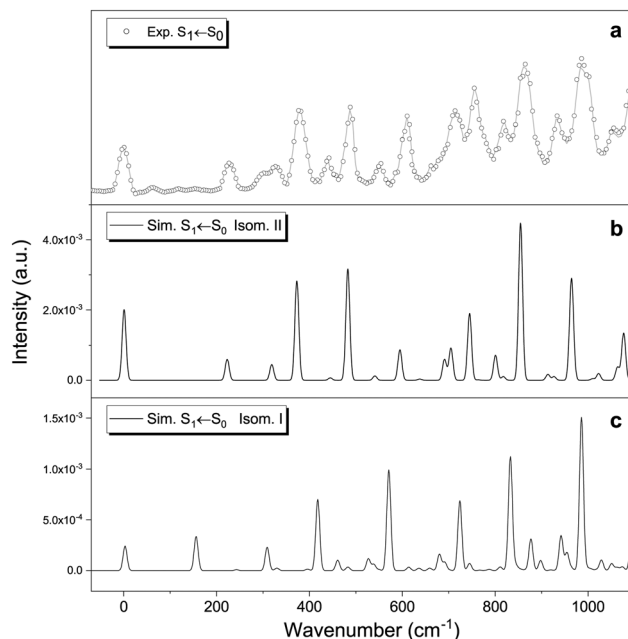 Exp. S1←S0
a
Sim. S1←S0 Isom. II
b
4.0x10-3
2.0x10-3
0.0
Sim. S1←S0 Isom. I
c
1.5x10-3
1.0x10-3
5.0x10-4
0.0
Intensity (a.u.)
0 200 400 600 800 1000
Wavenumber (cm-1)